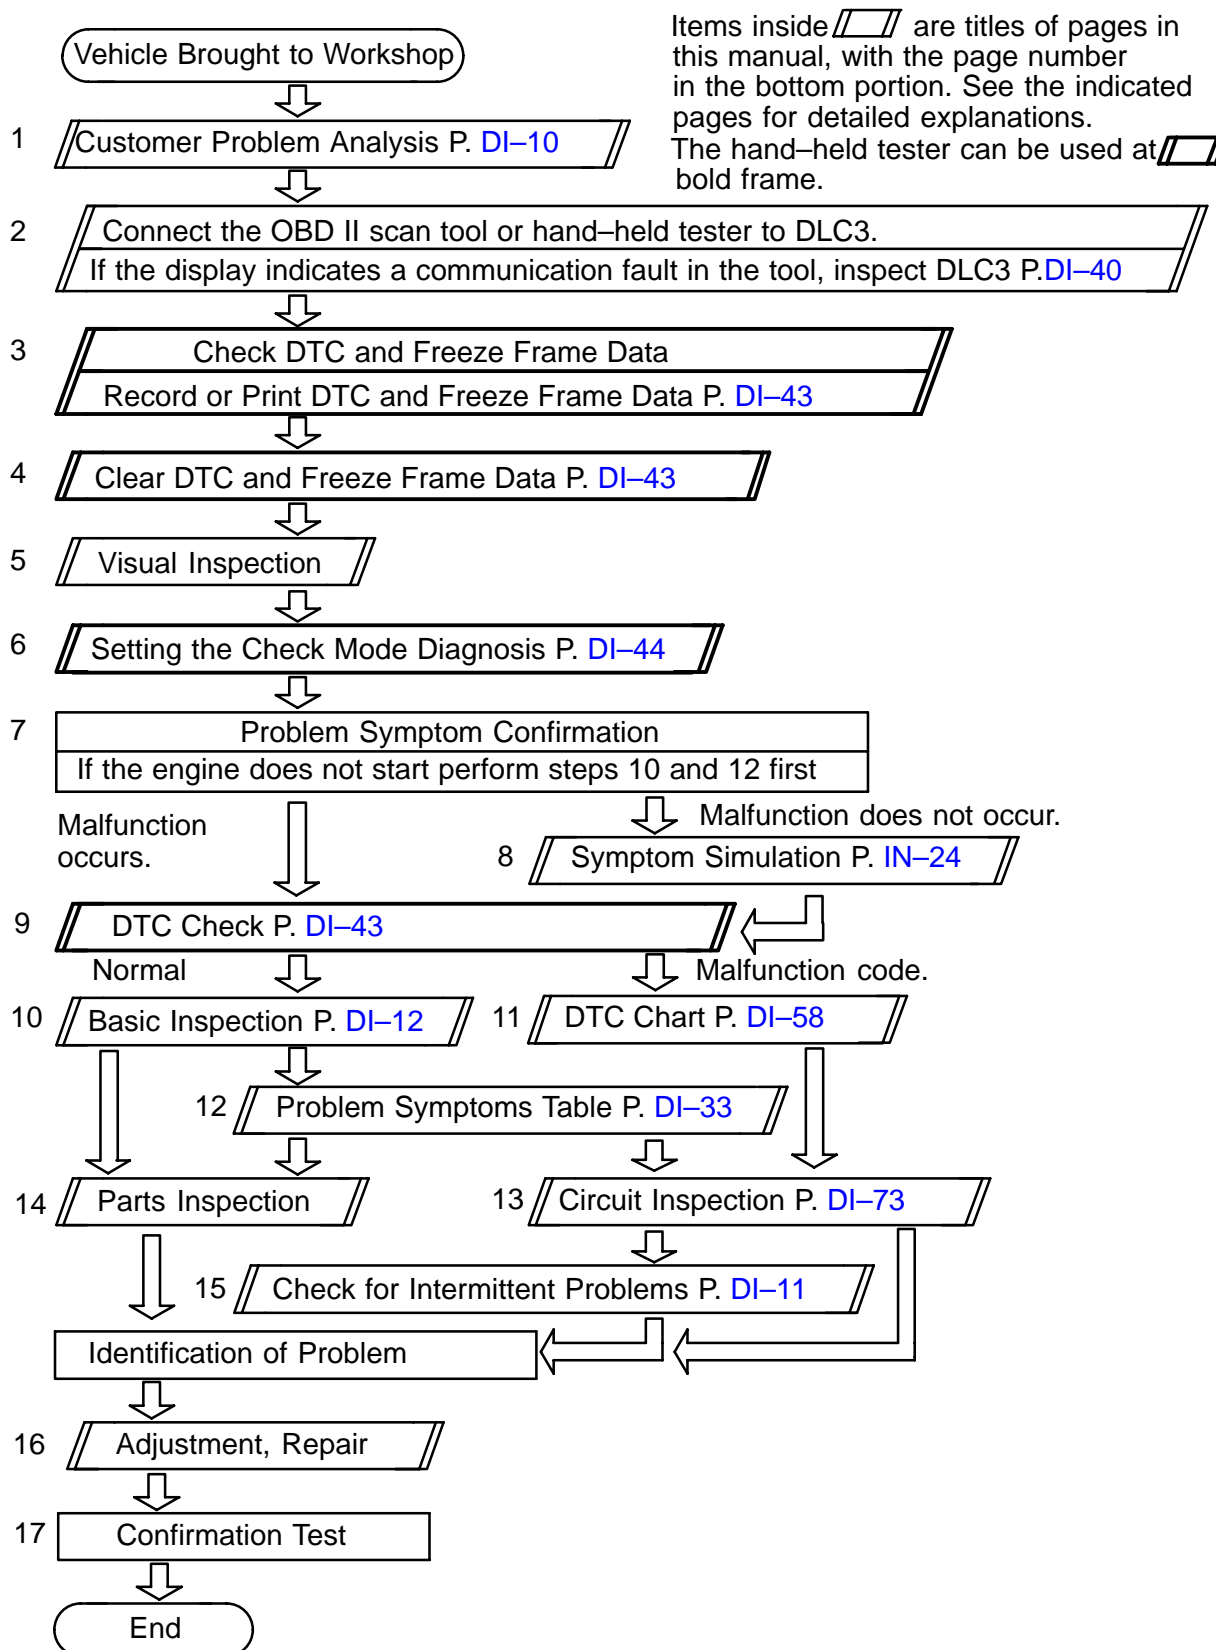 Vehicle Brought to Workshop
Items inside are titles of pages in
this manual, with the page number
in the bottom portion. See the indicated
pages for detailed explanations.
The hand–held tester can be used at
bold frame.
1 Customer Problem Analysis P. DI–10
2 Connect the OBD II scan tool or hand–held tester to DLC3.
If the display indicates a communication fault in the tool, inspect DLC3 P.DI–40
3 Check DTC and Freeze Frame Data
Record or Print DTC and Freeze Frame Data P. DI–43
4 Clear DTC and Freeze Frame Data P. DI–43
5 Visual Inspection
6 Setting the Check Mode Diagnosis P. DI–44
7 Problem Symptom Confirmation
If the engine does not start perform steps 10 and 12 first
Malfunction
occurs.
Malfunction does not occur.
8 Symptom Simulation P. IN–24
9 DTC Check P. DI–43
Normal
Malfunction code.
10 Basic Inspection P. DI–12
11 DTC Chart P. DI–58
12 Problem Symptoms Table P. DI–33
14 Parts Inspection
13 Circuit Inspection P. DI–73
15 Check for Intermittent Problems P. DI–11
Identification of Problem
16 Adjustment, Repair
17 Confirmation Test
End